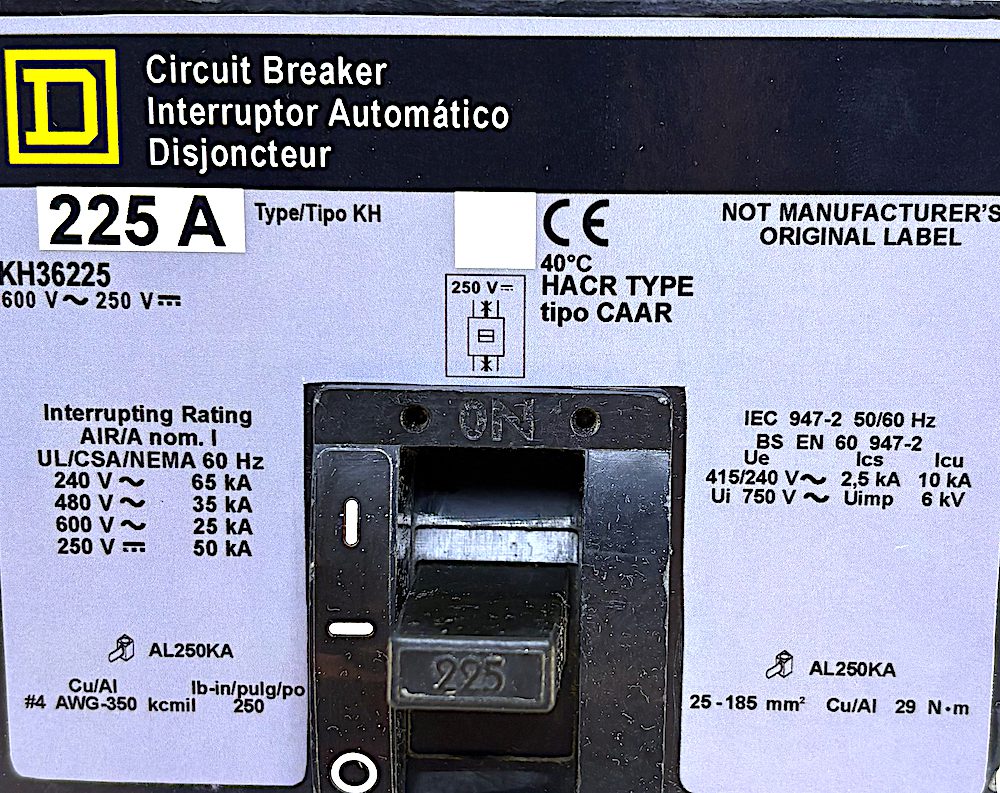 D
Circuit Breaker
Interruptor Automático
Disjoncteur
225 A
Type/Tipo KH
KH36225
600 V ~ 250 V ⎓
CE
40°C
HACR TYPE
tipo CAAR
250 V ⎓
NOT MANUFACTURER'S
ORIGINAL LABEL
Interrupting Rating
AIR/A nom. I
UL/CSA/NEMA 60 Hz
240 V ~ 65 kA
480 V ~ 35 kA
600 V ~ 25 kA
250 V ⎓ 50 kA
AL250KA
Cu/Al lb-in/pulg/po
#4 AWG-350 kcmil 250
ON
I
225
O
IEC 947-2 50/60 Hz
BS EN 60 947-2
Ue Ics Icu
415/240 V ~ 2,5 kA 10 kA
Ui 750 V ~ Uimp 6 kV
AL250KA
25-185 mm² Cu/Al 29 N·m